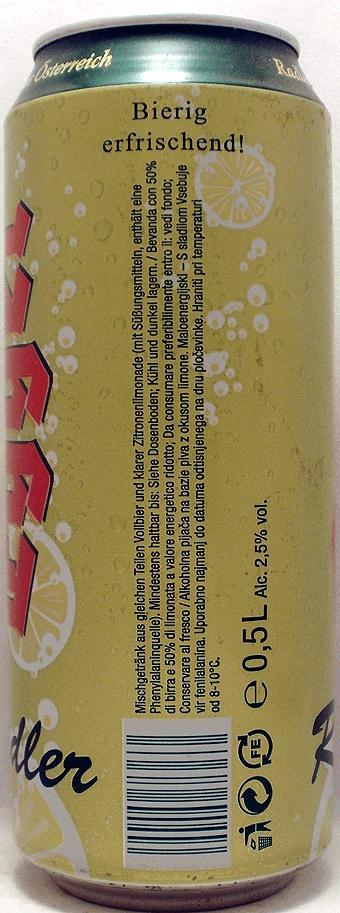 Österreich
Bierig
erfrischend!
Mischgetränk aus gleichen Teilen Vollbier und klarer Zitronenlimonade (mit Süßungsmitteln, enthält eine
Phenylalaninquelle). Mindestens haltbar bis: Siehe Dosenboden; Kühl und dunkel lagern. / Bevanda con 50%
di birra e 50% di limonata a valore energetico ridotto; Da consumare preferibilimente entro il: vedi fondo;
Conservare al fresco / Alkoholna pijača na bazie piva z okusom limone. Maloenergijski – S sladilom Vsebuje
vir fenilalanina. Uporabno najmanj do datuma odtisnjenega na dnu pločevinke. Hraniti pri temperaturi
od 8-10°C.
e 0,5L Alc. 2,5% vol.
FE
dler